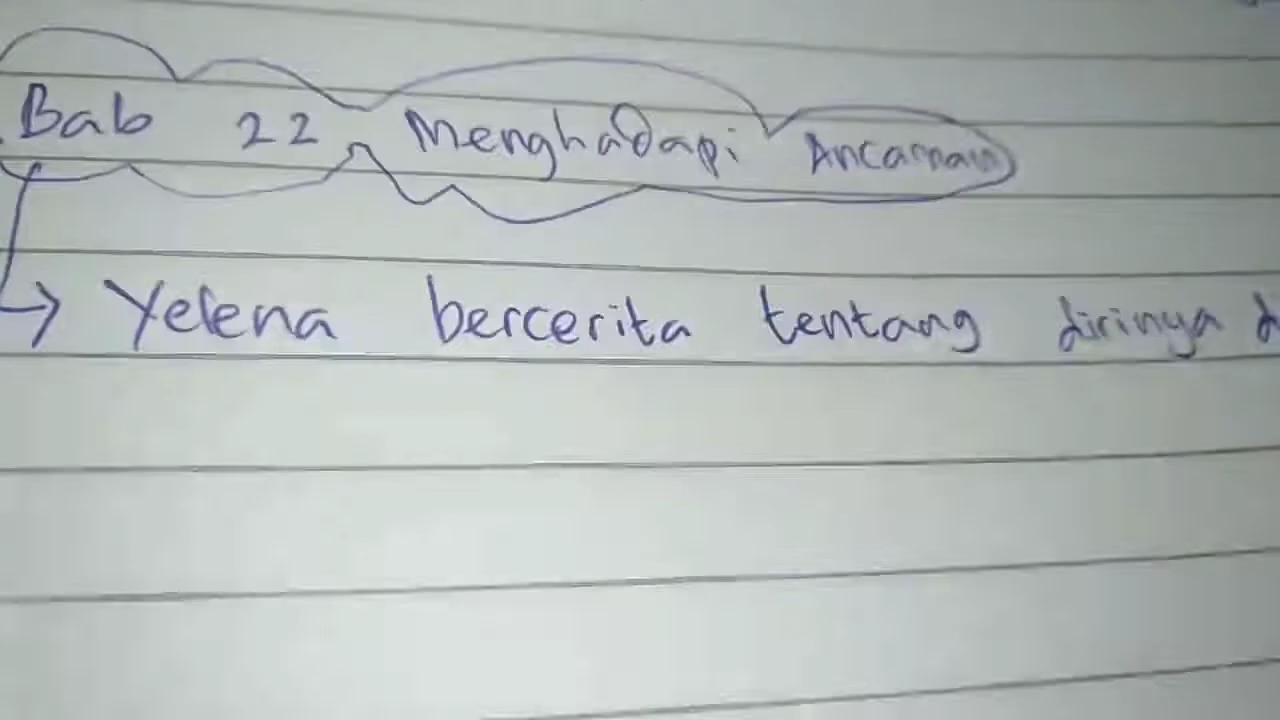 Bab 22 Menghadapi Ancaman
→ Yelena bercerita tentang dirinya